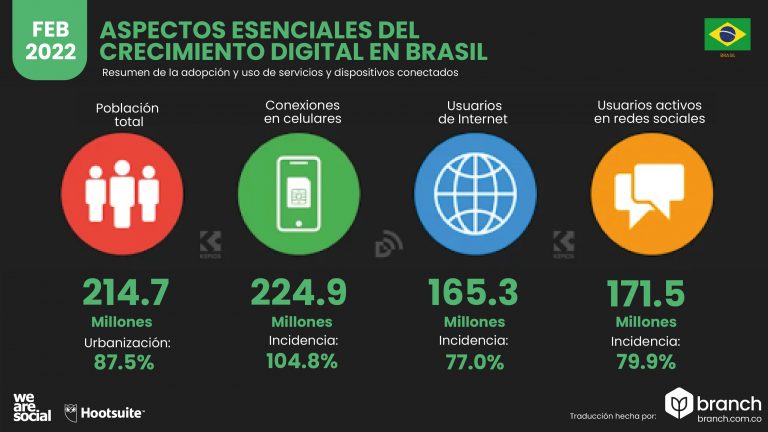 FEB
2022
ASPECTOS ESENCIALES DEL
CRECIMIENTO DIGITAL EN BRASIL
Resumen de la adopción y uso de servicios y dispositivos conectados
BRASIL
Población
total
Conexiones
en celulares
Usuarios
de Internet
Usuarios activos
en redes sociales
KEPIOS
KEPIOS
214.7
Millones
Urbanización:
87.5%
224.9
Millones
Incidencia:
104.8%
165.3
Millones
Incidencia:
77.0%
171.5
Millones
Incidencia:
79.9%
we
are
social
Hootsuite™
Traducción hecha por:
branch
branch.com.co